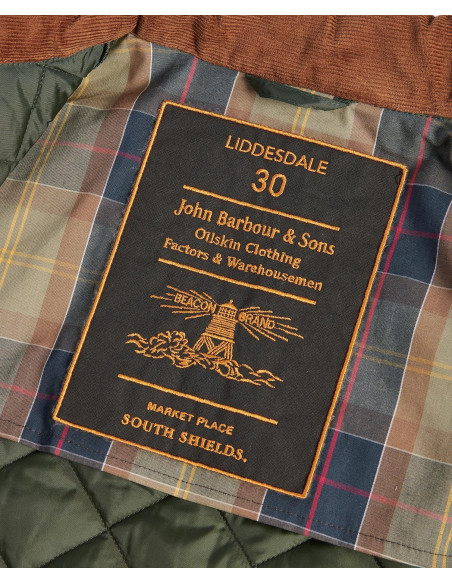 LIDDESDALE
30
John Barbour & Sons
Oilskin Clothing
Factors & Warehousemen
BEACON BRAND
MARKET PLACE
SOUTH SHIELDS.